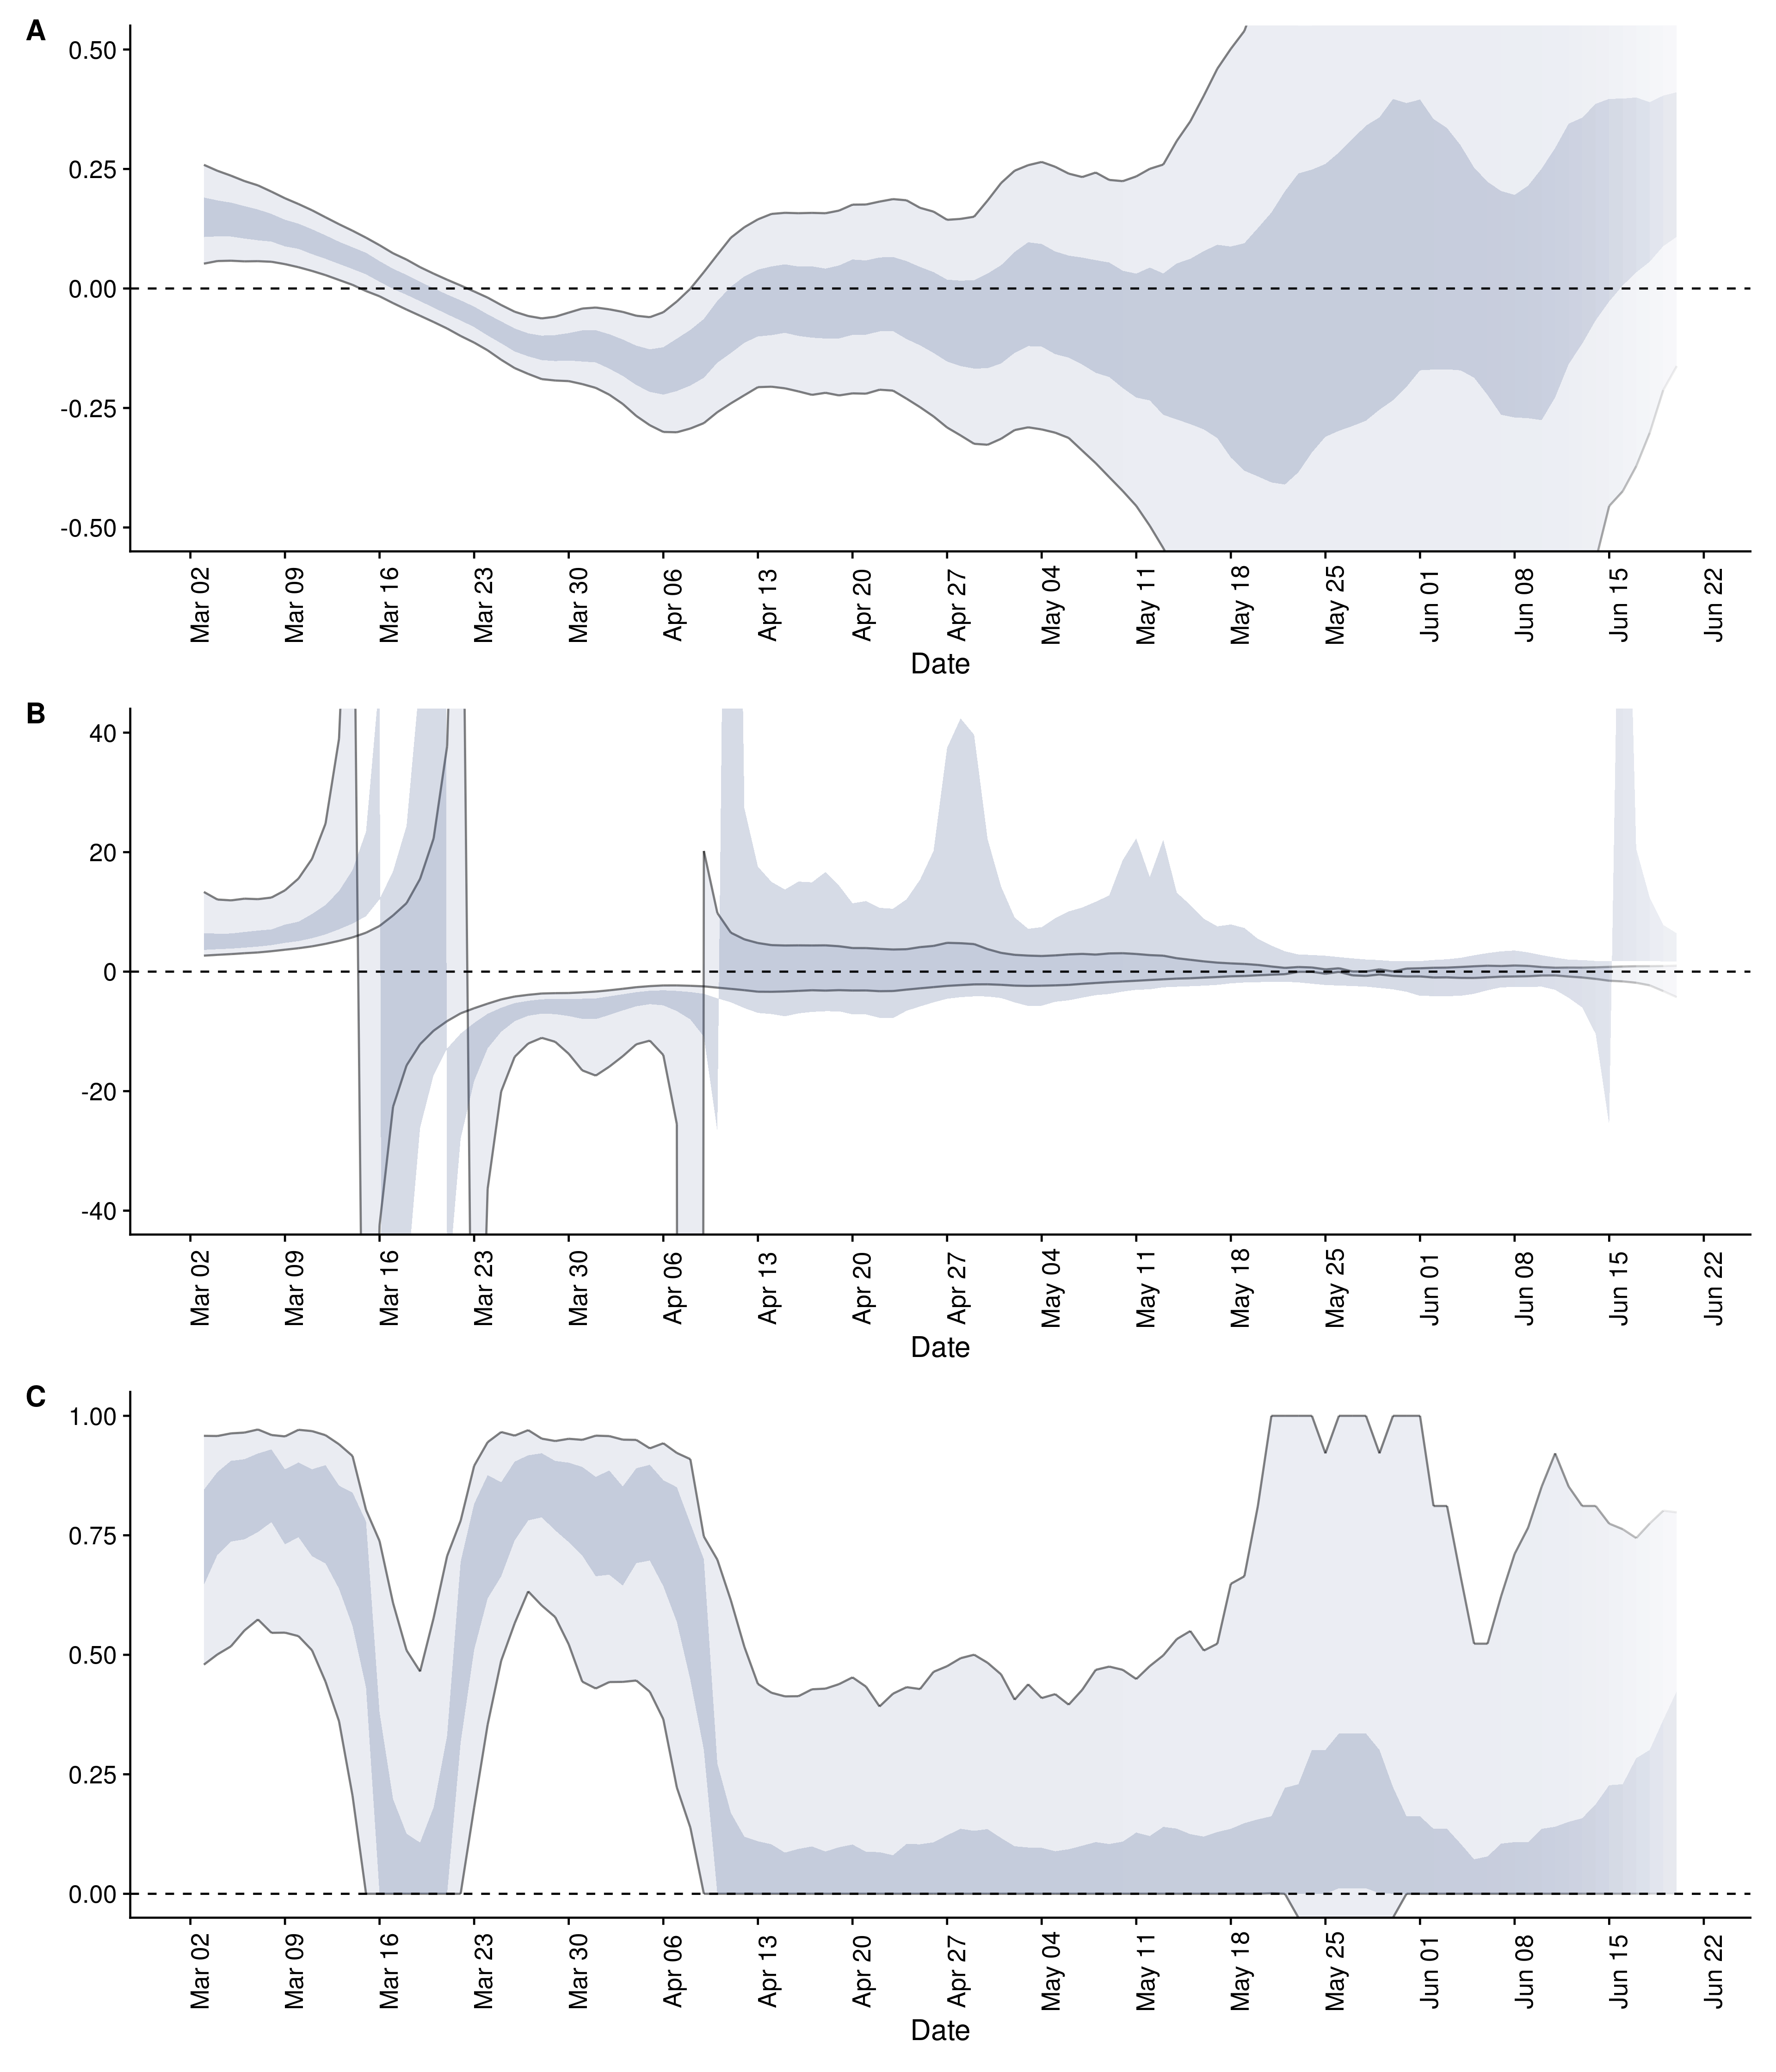 A
0.50
0.25
0.00
-0.25
-0.50
Mar 02
Mar 09
Mar 16
Mar 23
Mar 30
Apr 06
Apr 13
Apr 20
Apr 27
May 04
May 11
May 18
May 25
Jun 01
Jun 08
Jun 15
Jun 22
Date
B
40
20
0
-20
-40
Mar 02
Mar 09
Mar 16
Mar 23
Mar 30
Apr 06
Apr 13
Apr 20
Apr 27
May 04
May 11
May 18
May 25
Jun 01
Jun 08
Jun 15
Jun 22
Date
C
1.00
0.75
0.50
0.25
0.00
Mar 02
Mar 09
Mar 16
Mar 23
Mar 30
Apr 06
Apr 13
Apr 20
Apr 27
May 04
May 11
May 18
May 25
Jun 01
Jun 08
Jun 15
Jun 22
Date